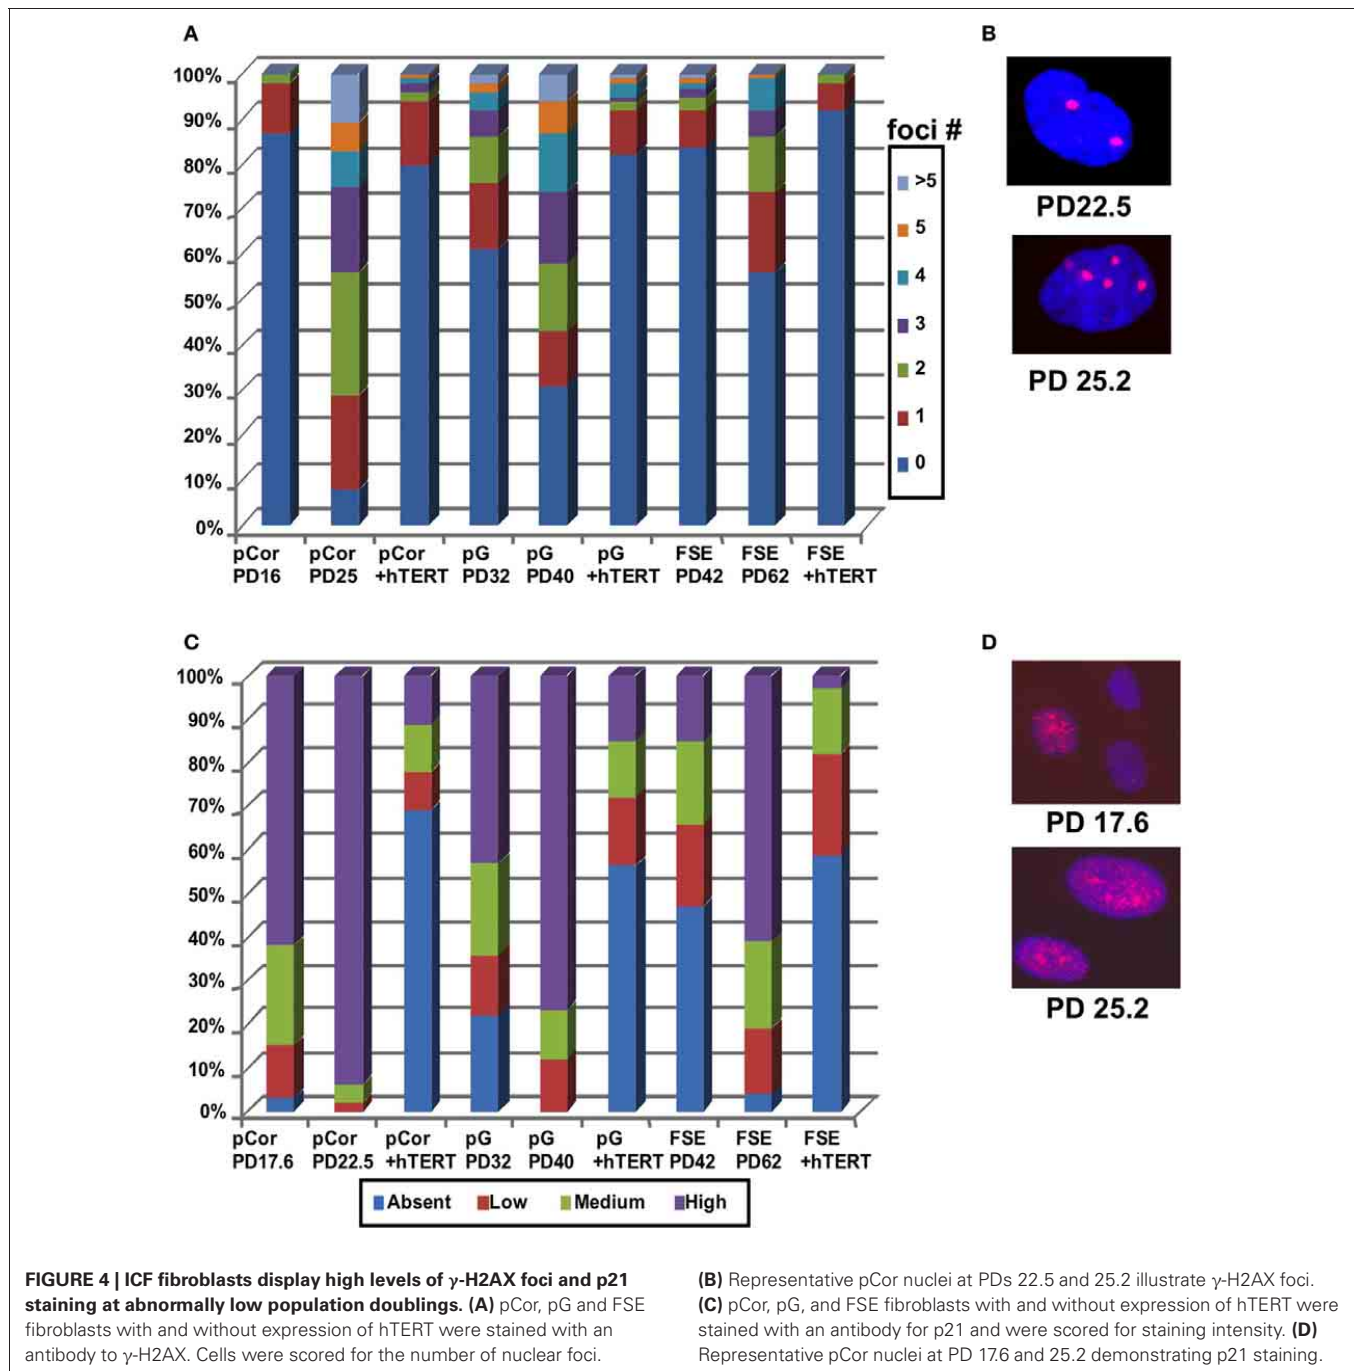 A
100%
90%
80%
70%
60%
50%
40%
30%
20%
10%
0%
pCor PD16
pCor PD25
pCor +hTERT
pG PD32
pG PD40
pG +hTERT
FSE PD42
FSE PD62
FSE +hTERT
foci #
>5
5
4
3
2
1
0
B
PD22.5
PD 25.2
C
100%
90%
80%
70%
60%
50%
40%
30%
20%
10%
0%
pCor PD17.6
pCor PD22.5
pCor +hTERT
pG PD32
pG PD40
pG +hTERT
FSE PD42
FSE PD62
FSE +hTERT
Absent Low Medium High
D
PD 17.6
PD 25.2
FIGURE 4 | ICF fibroblasts display high levels of γ-H2AX foci and p21
staining at abnormally low population doublings. (A) pCor, pG and FSE
fibroblasts with and without expression of hTERT were stained with an
antibody to γ-H2AX. Cells were scored for the number of nuclear foci.
(B) Representative pCor nuclei at PDs 22.5 and 25.2 illustrate γ-H2AX foci.
(C) pCor, pG, and FSE fibroblasts with and without expression of hTERT were
stained with an antibody for p21 and were scored for staining intensity. (D)
Representative pCor nuclei at PD 17.6 and 25.2 demonstrating p21 staining.